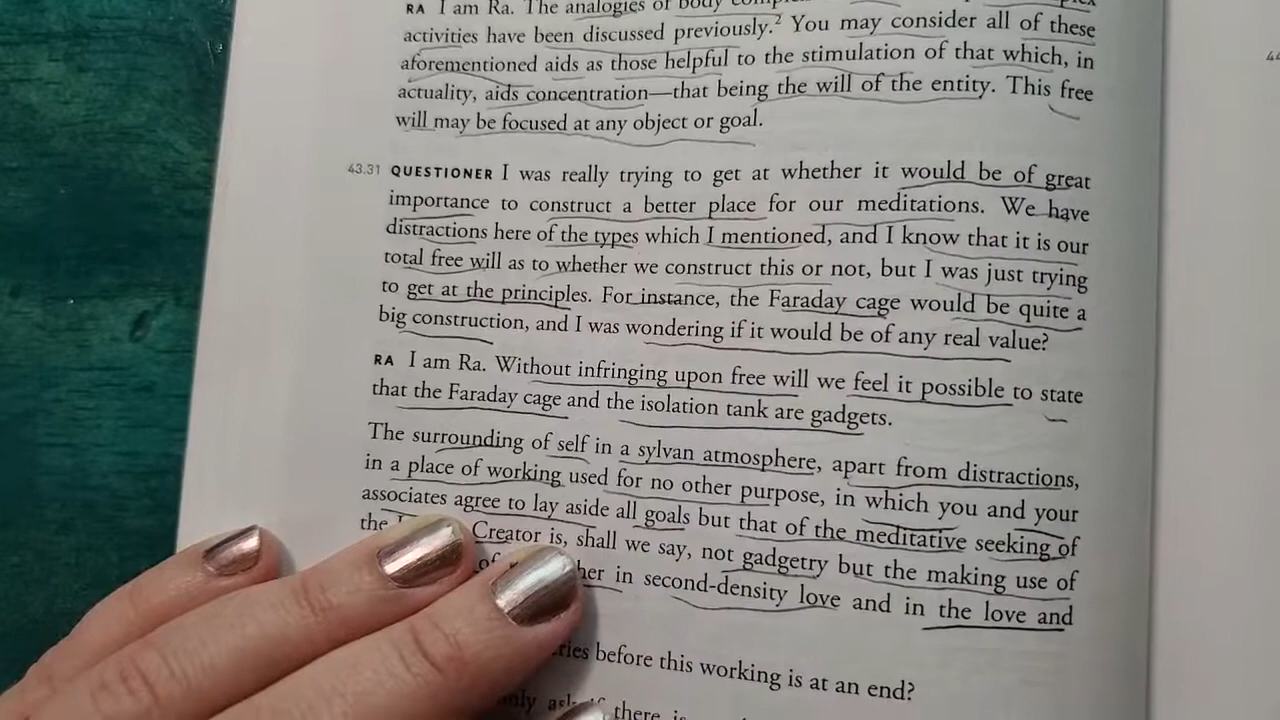 RA I am Ra. The analogies of body
activities have been discussed previously.² You may consider all of these
aforementioned aids as those helpful to the stimulation of that which, in
actuality, aids concentration—that being the will of the entity. This free
will may be focused at any object or goal.
43.31 QUESTIONER I was really trying to get at whether it would be of great
importance to construct a better place for our meditations. We have
distractions here of the types which I mentioned, and I know that it is our
total free will as to whether we construct this or not, but I was just trying
to get at the principles. For instance, the Faraday cage would be quite a
big construction, and I was wondering if it would be of any real value?
RA I am Ra. Without infringing upon free will we feel it possible to state
that the Faraday cage and the isolation tank are gadgets.
The surrounding of self in a sylvan atmosphere, apart from distractions,
in a place of working used for no other purpose, in which you and your
associates agree to lay aside all goals but that of the meditative seeking of
the Creator is, shall we say, not gadgetry but the making use of
of in second-density love and in the love and
before this working is at an end?
there is